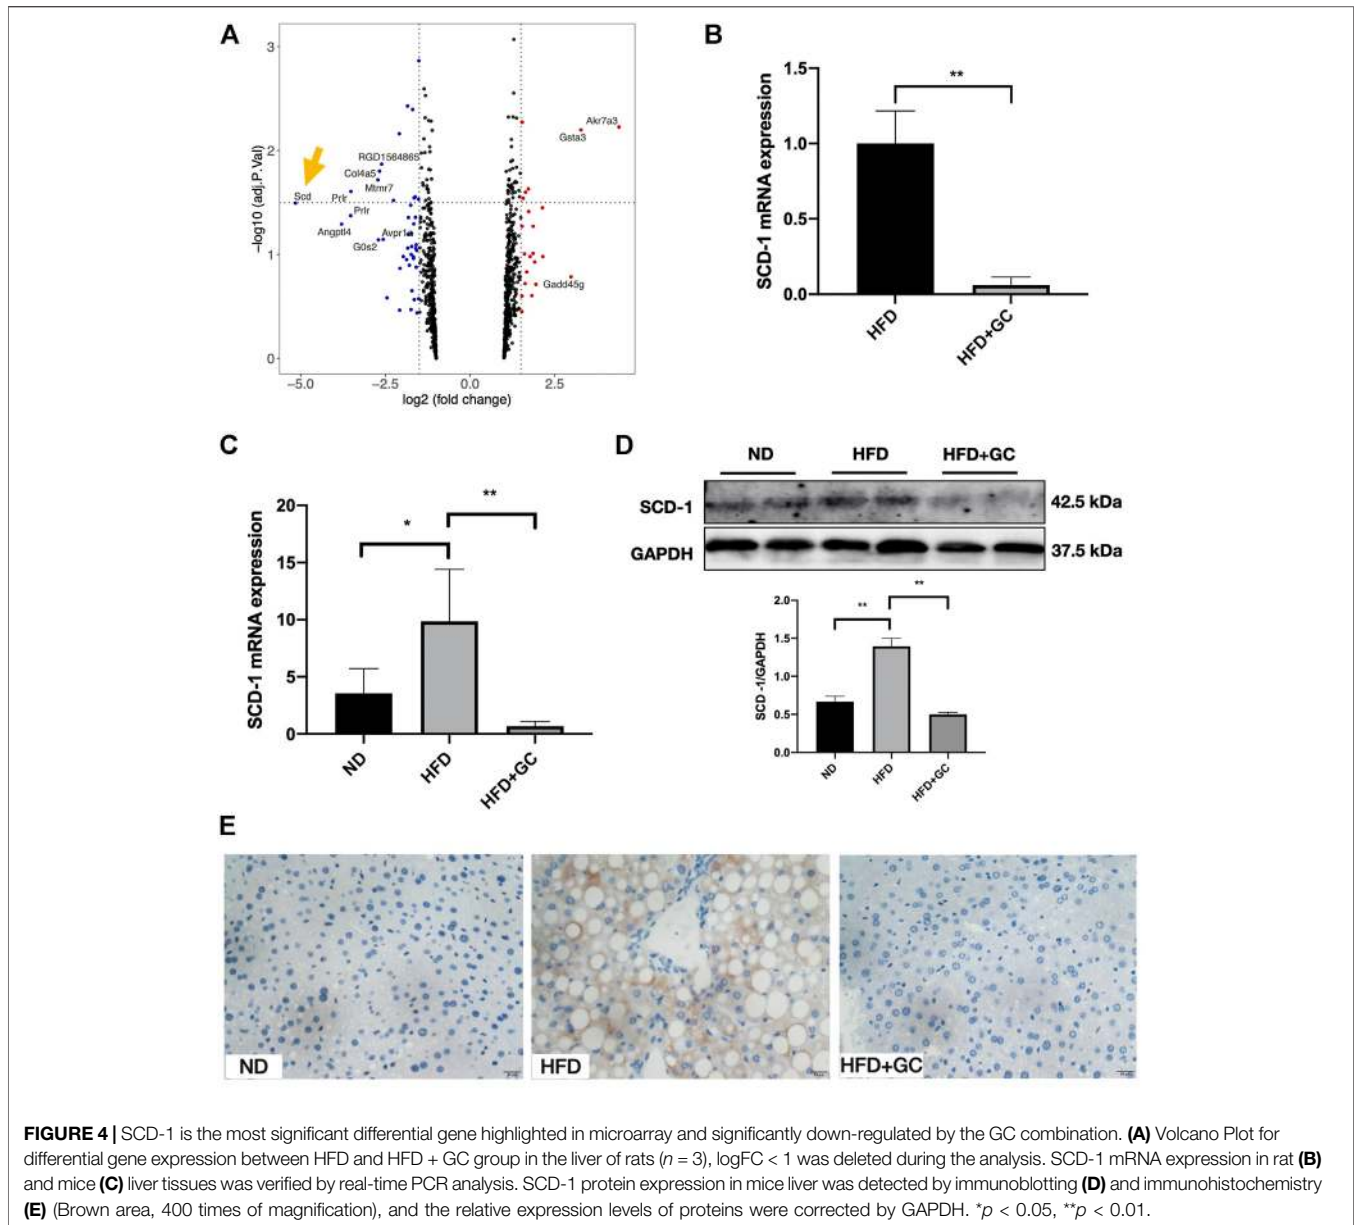 A
3
2
1
0
-log10 (adj.P.Val)
Akr7a3
Gsta3
RGD1564865
Col4a5
Mtmr7
Scd
Prlr
Prlr
Angptl4
Avpr1a
G0s2
Gadd45g
-5.0 -2.5 0.0 2.5
log2 (fold change)
B
SCD-1 mRNA expression
1.5
1.0
0.5
0.0
**
HFD HFD+GC
C
SCD-1 mRNA expression
20
15
10
5
0
*
**
ND HFD HFD+GC
D
ND HFD HFD+GC
SCD-1 42.5 kDa
GAPDH 37.5 kDa
SCD -1/GAPDH
2.0
1.5
1.0
0.5
0.0
**
**
ND HFD HFD+GC
E
ND HFD HFD+GC
FIGURE 4 | SCD-1 is the most significant differential gene highlighted in microarray and significantly down-regulated by the GC combination. (A) Volcano Plot for
differential gene expression between HFD and HFD + GC group in the liver of rats (n = 3), logFC < 1 was deleted during the analysis. SCD-1 mRNA expression in rat (B)
and mice (C) liver tissues was verified by real-time PCR analysis. SCD-1 protein expression in mice liver was detected by immunoblotting (D) and immunohistochemistry
(E) (Brown area, 400 times of magnification), and the relative expression levels of proteins were corrected by GAPDH. *p < 0.05, **p < 0.01.